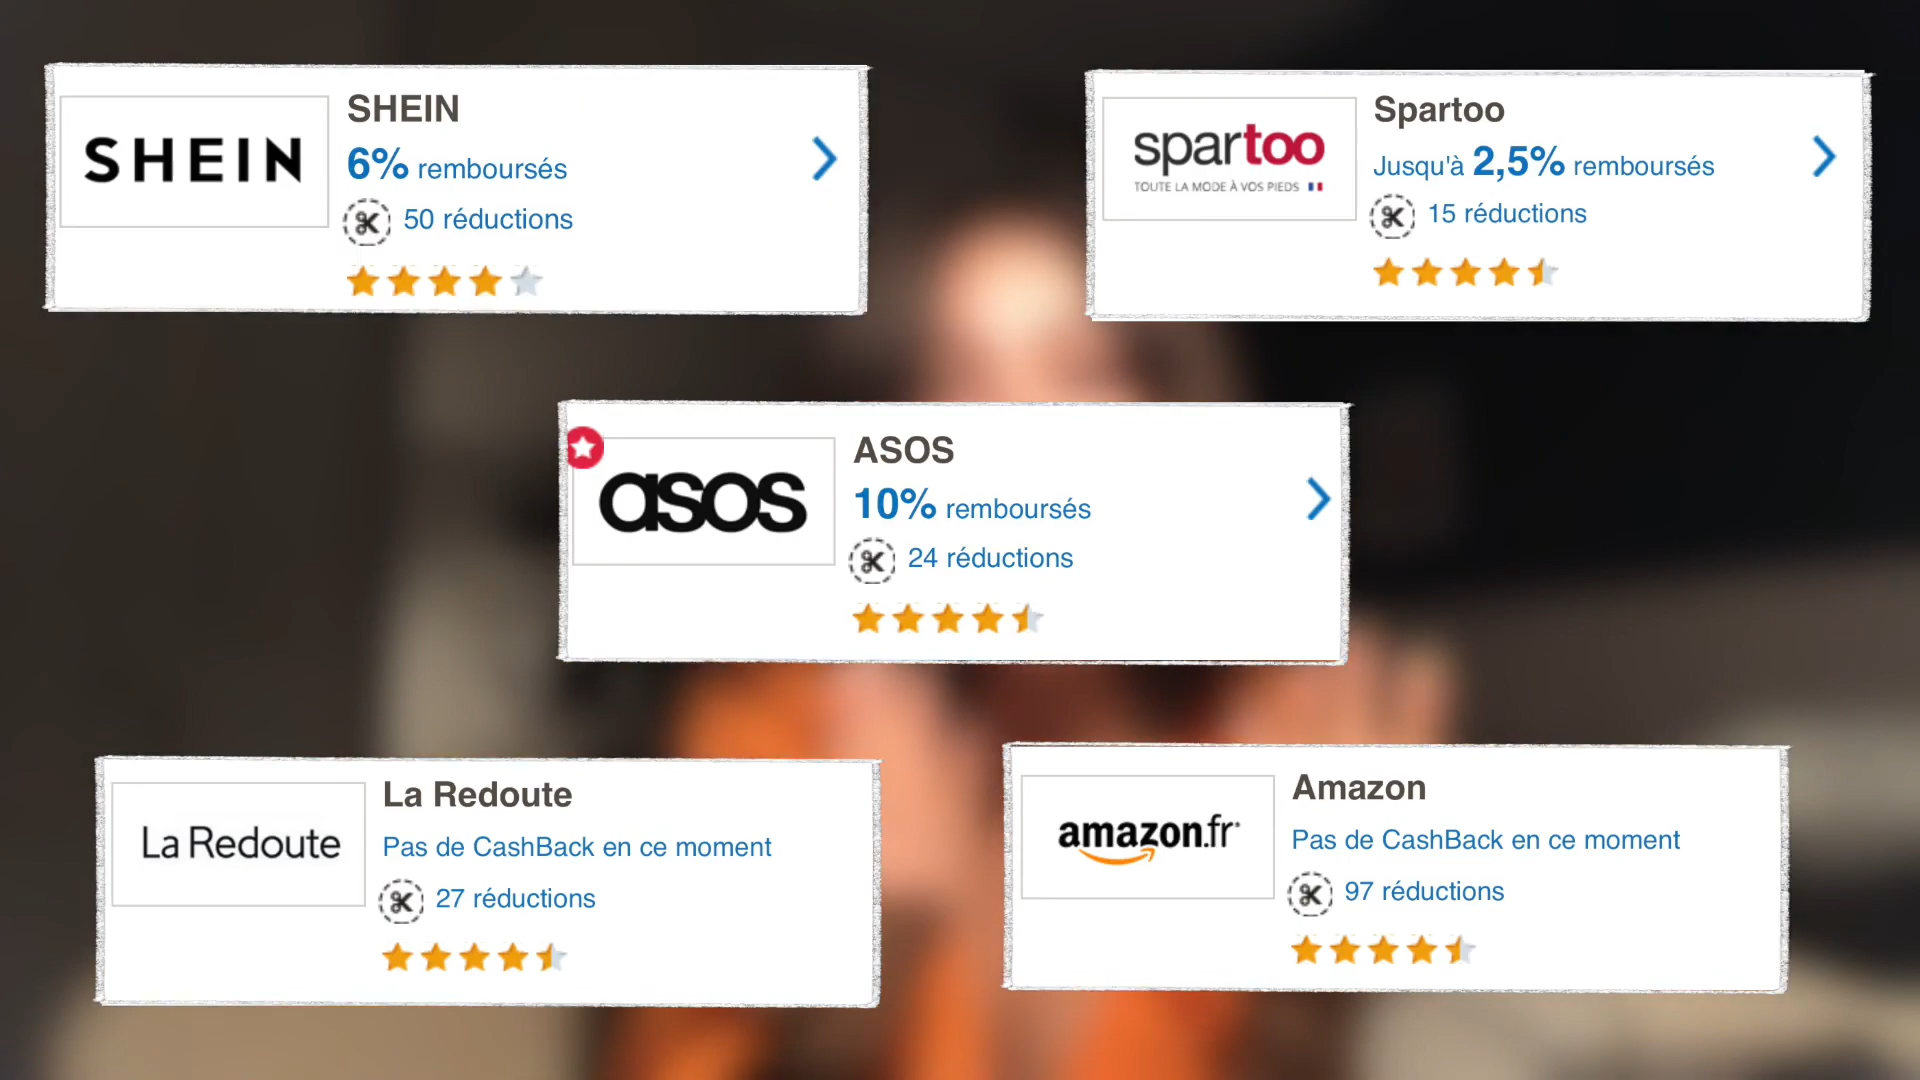 SHEIN
SHEIN
6% remboursés
50 réductions
spartoo
TOUTE LA MODE À VOS PIEDS
Spartoo
Jusqu'à 2,5% remboursés
15 réductions
asos
ASOS
10% remboursés
24 réductions
La Redoute
La Redoute
Pas de CashBack en ce moment
27 réductions
amazon.fr
Amazon
Pas de CashBack en ce moment
97 réductions